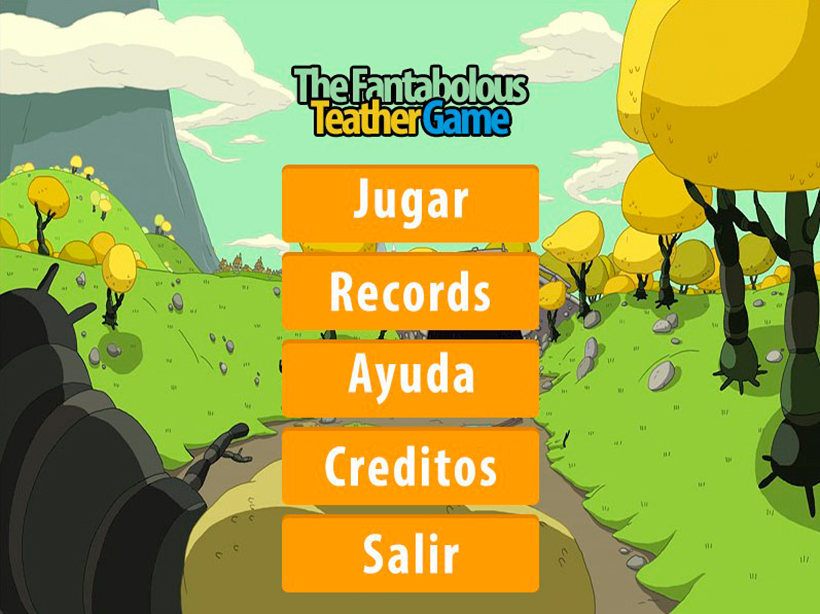 The Fantabolous
Teather Game
Jugar
Records
Ayuda
Creditos
Salir